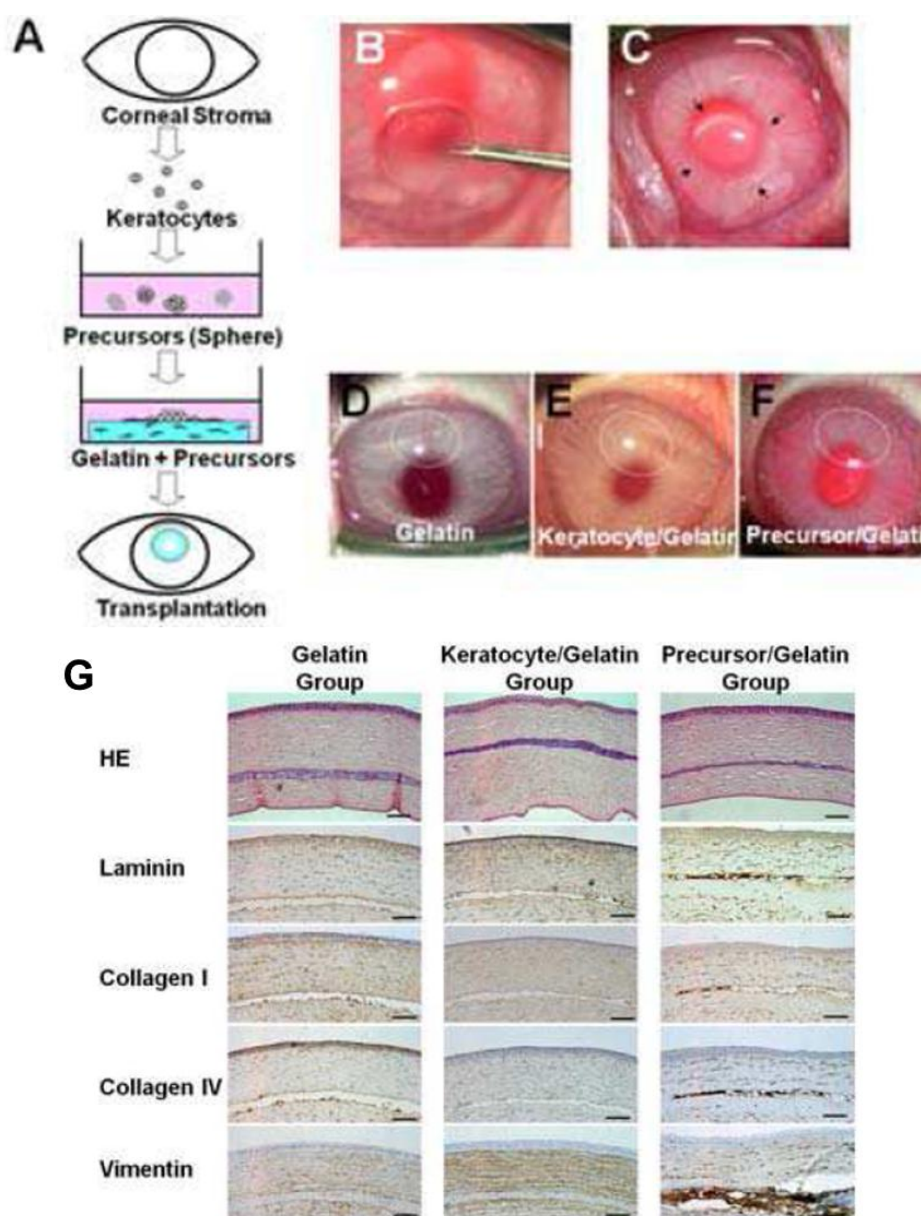 A
Corneal Stroma
Keratocytes
Precursors (Sphere)
Gelatin + Precursors
Transplantation
B
C
D
Gelatin
E
Keratocyte/Gelatin
F
Precursor/Gelati
G
Gelatin
Group
Keratocyte/Gelatin
Group
Precursor/Gelatin
Group
HE
Laminin
Collagen I
Collagen IV
Vimentin